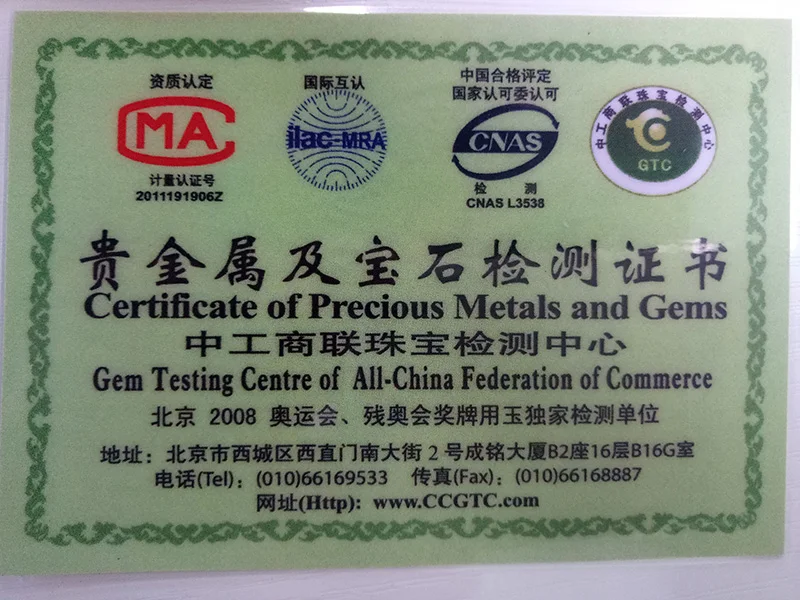 资质认定
MA
计量认证号
2011191906Z
国际互认
ilac-MRA
中国合格评定
国家认可委认可
CNAS
检 测
CNAS L3538
中工商联珠宝检测中心
GTC
贵金属及宝石检测证书
Certificate of Precious Metals and Gems
中工商联珠宝检测中心
Gem Testing Centre of All-China Federation of Commerce
北京 2008 奥运会、残奥会奖牌用玉独家检测单位
地址：北京市西城区西直门南大街 2 号成铭大厦B2座16层B16G室
电话(Tel)：(010)66169533 传真(Fax)：(010)66168887
网址(Http)：www.CCGTC.com